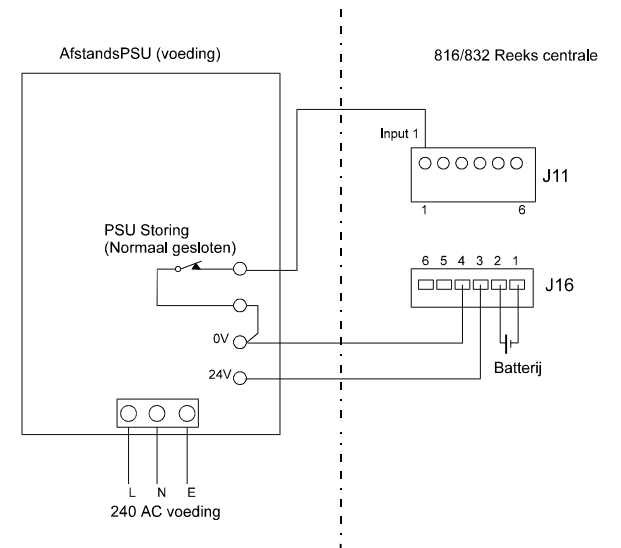 AfstandsPSU (voeding)
816/832 Reeks centrale
Input 1
J11
1 6
PSU Storing
(Normaal gesloten)
6 5 4 3 2 1
J16
0V
Batterij
24V
L N E
240 AC voeding